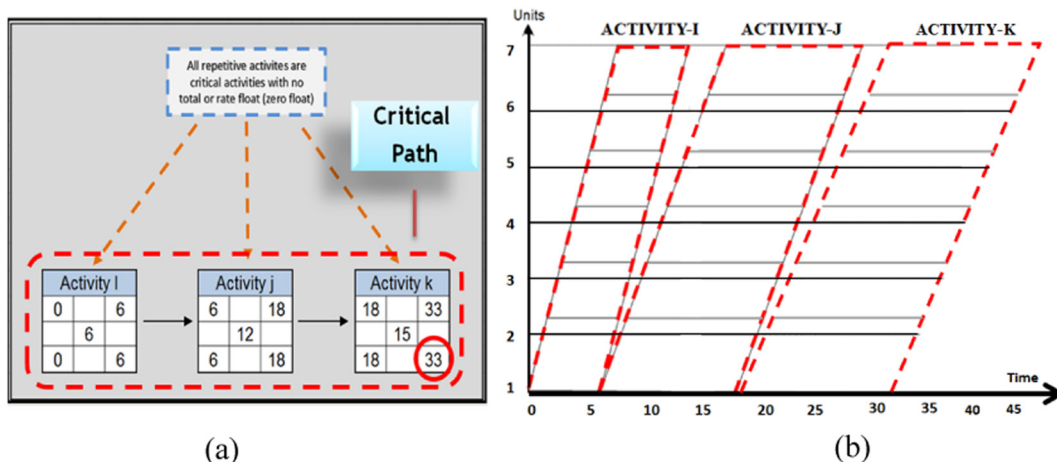 All repetitive activites are
critical activities with no
total or rate float (zero float)
Critical
Path
Activity I
0 6
6
0 6
Activity j
6 18
12
6 18
Activity k
18 33
15
18 33
(a)
Units
ACTIVITY-I ACTIVITY-J ACTIVITY-K
7
6
5
4
3
2
1
Time
0 5 10 15 20 25 30 35 40 45
(b)